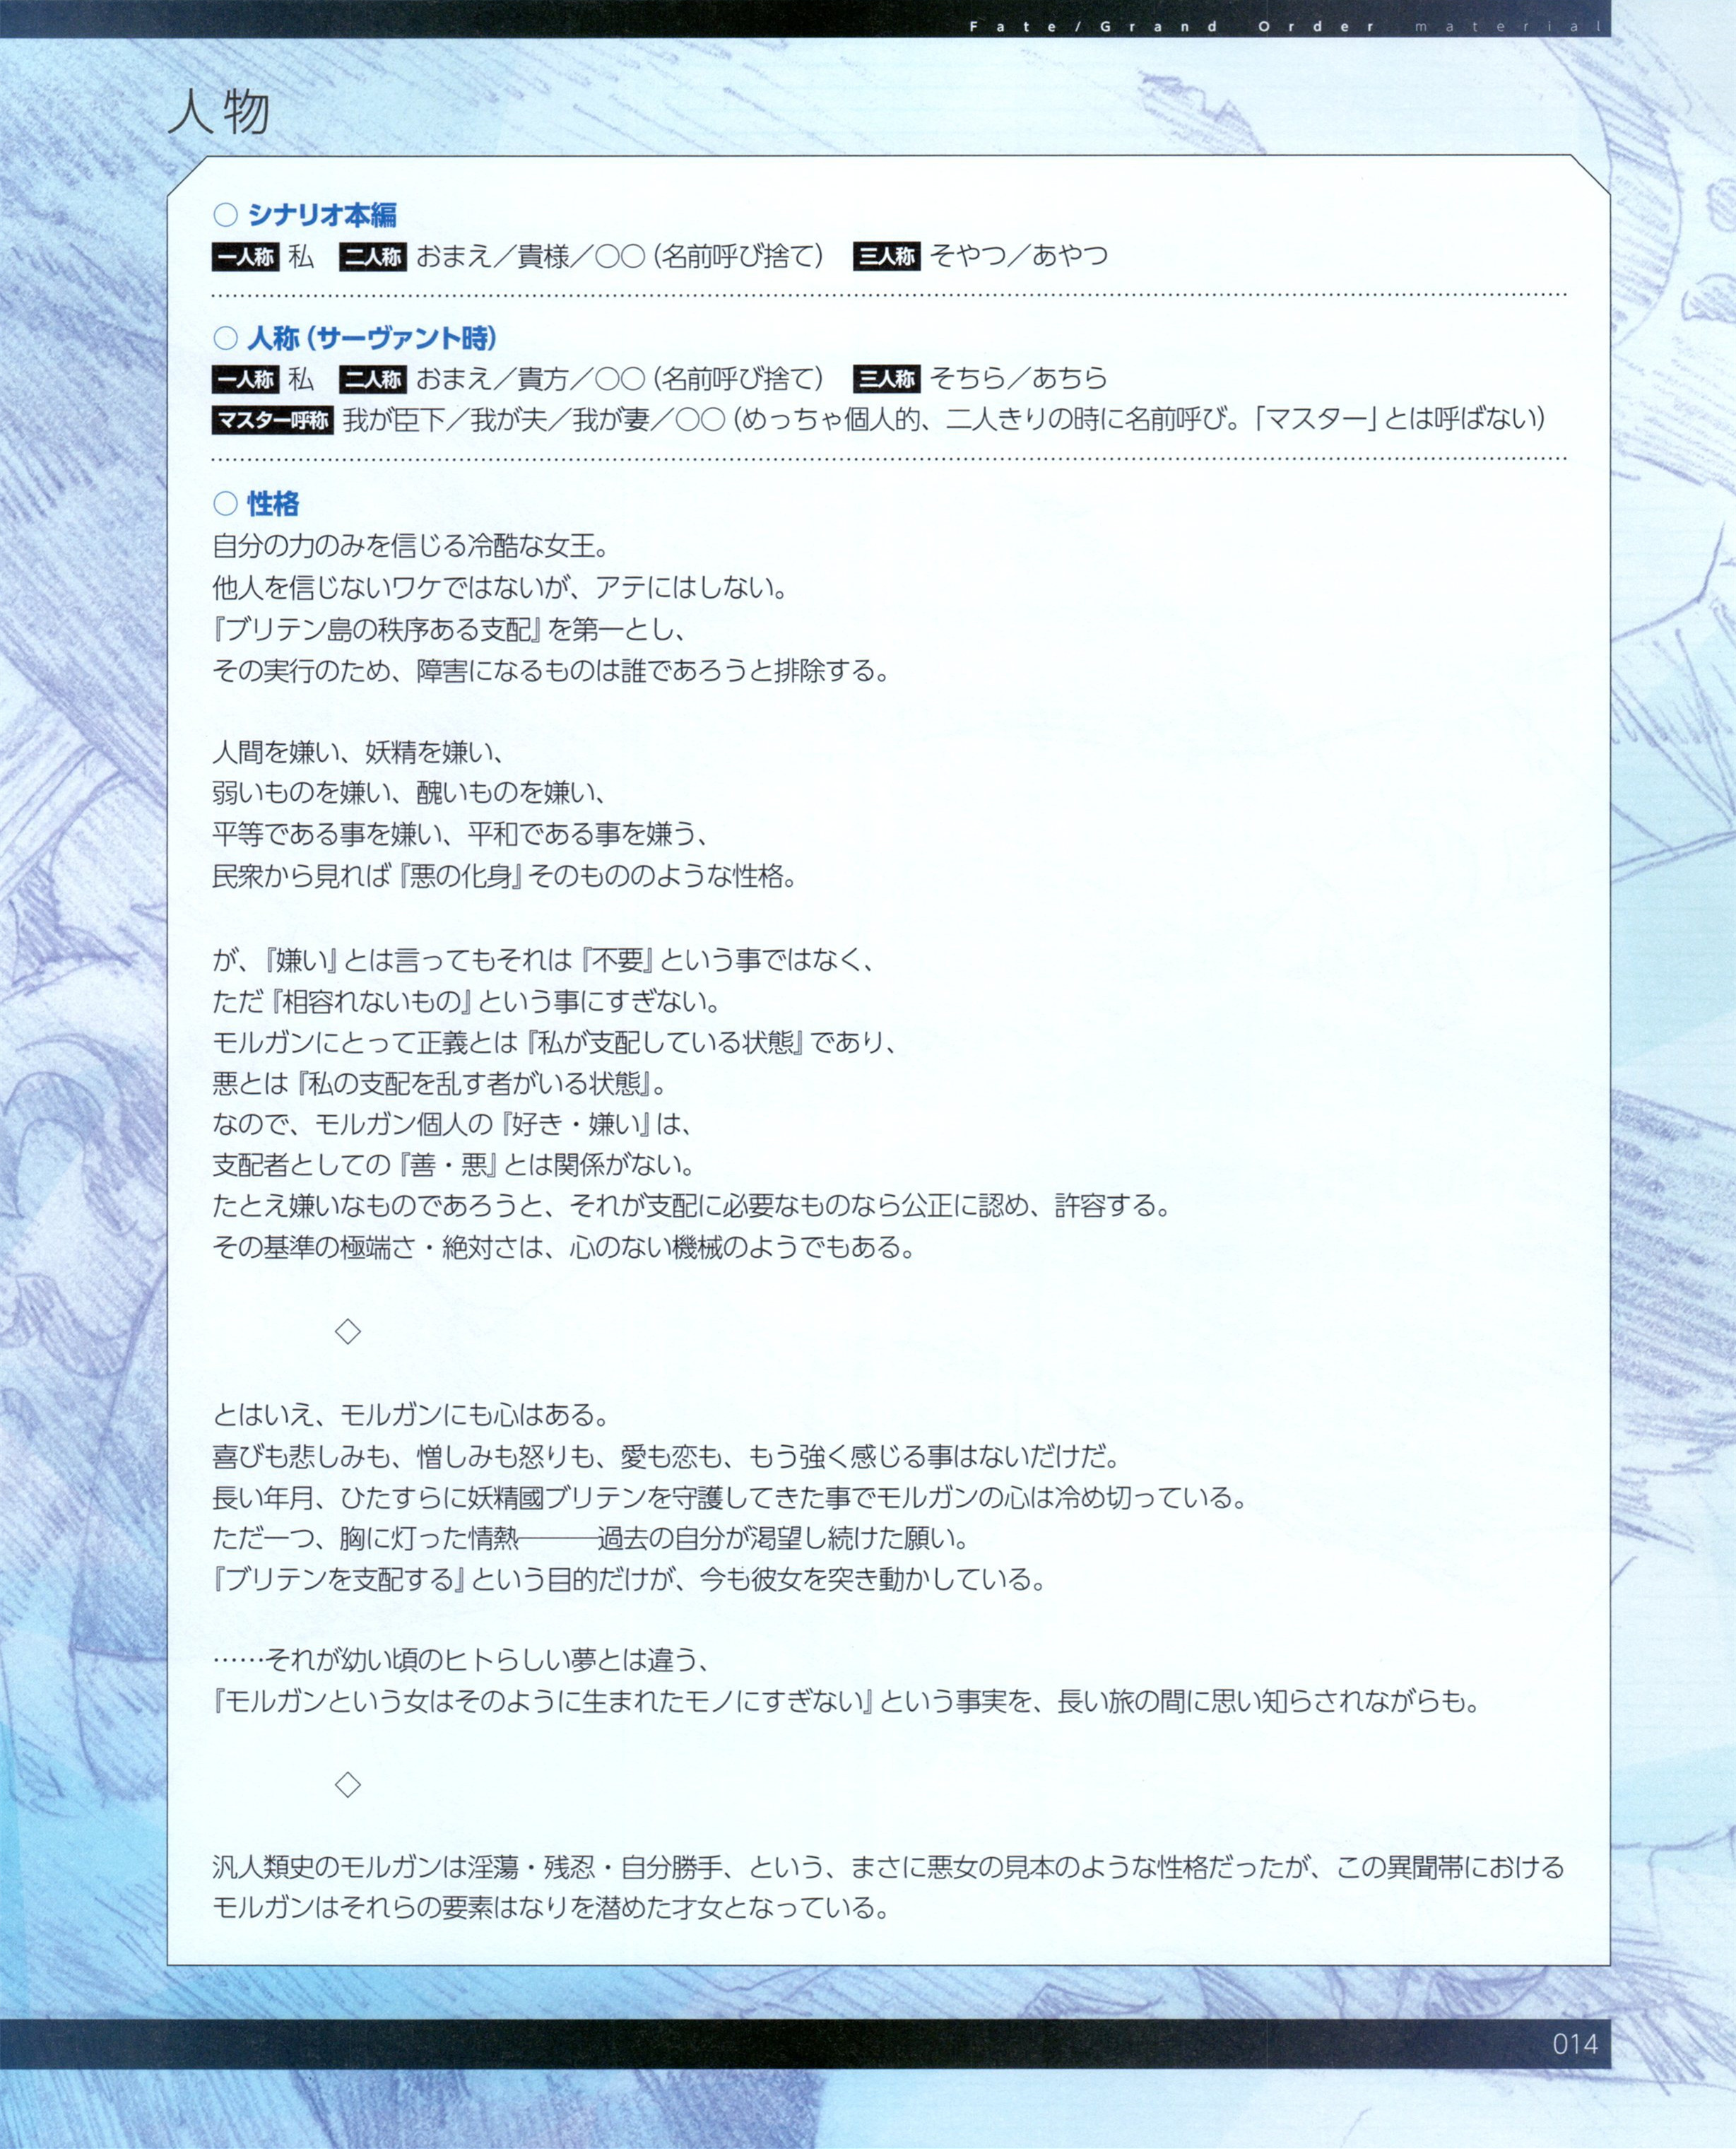 Fate/Grand Order material
人物
○ シナリオ本編
一人称 私 二人称 おまえ／貴様／○○（名前呼び捨て） 三人称 そやつ／あやつ
○ 人称（サーヴァント時）
一人称 私 二人称 おまえ／貴方／○○（名前呼び捨て） 三人称 そちら／あちら
マスター呼称 我が臣下／我が夫／我が妻／○○（めっちゃ個人的、二人きりの時に名前呼び。「マスター」とは呼ばない）
○ 性格
自分の力のみを信じる冷酷な女王。
他人を信じないワケではないが、アテにはしない。
『ブリテン島の秩序ある支配』を第一とし、
その実行のため、障害になるものは誰であろうと排除する。
人間を嫌い、妖精を嫌い、
弱いものを嫌い、醜いものを嫌い、
平等である事を嫌い、平和である事を嫌う、
民衆から見れば『悪の化身』そのもののような性格。
が、『嫌い』とは言ってもそれは『不要』という事ではなく、
ただ『相容れないもの』という事にすぎない。
モルガンにとって正義とは『私が支配している状態』であり、
悪とは『私の支配を乱す者がいる状態』。
なので、モルガン個人の『好き・嫌い』は、
支配者としての『善・悪』とは関係がない。
たとえ嫌いなものであろうと、それが支配に必要なものなら公正に認め、許容する。
その基準の極端さ・絶対さは、心のない機械のようでもある。
◇
とはいえ、モルガンにも心はある。
喜びも悲しみも、憎しみも怒りも、愛も恋も、もう強く感じる事はないだけだ。
長い年月、ひたすらに妖精國ブリテンを守護してきた事でモルガンの心は冷め切っている。
ただ一つ、胸に灯った情熱———過去の自分が渇望し続けた願い。
『ブリテンを支配する』という目的だけが、今も彼女を突き動かしている。
……それが幼い頃のヒトらしい夢とは違う、
『モルガンという女はそのように生まれたモノにすぎない』という事実を、長い旅の間に思い知らされながらも。
◇
汎人類史のモルガンは淫蕩・残忍・自分勝手、という、まさに悪女の見本のような性格だったが、この異聞帯における
モルガンはそれらの要素はなりを潜めた才女となっている。
014